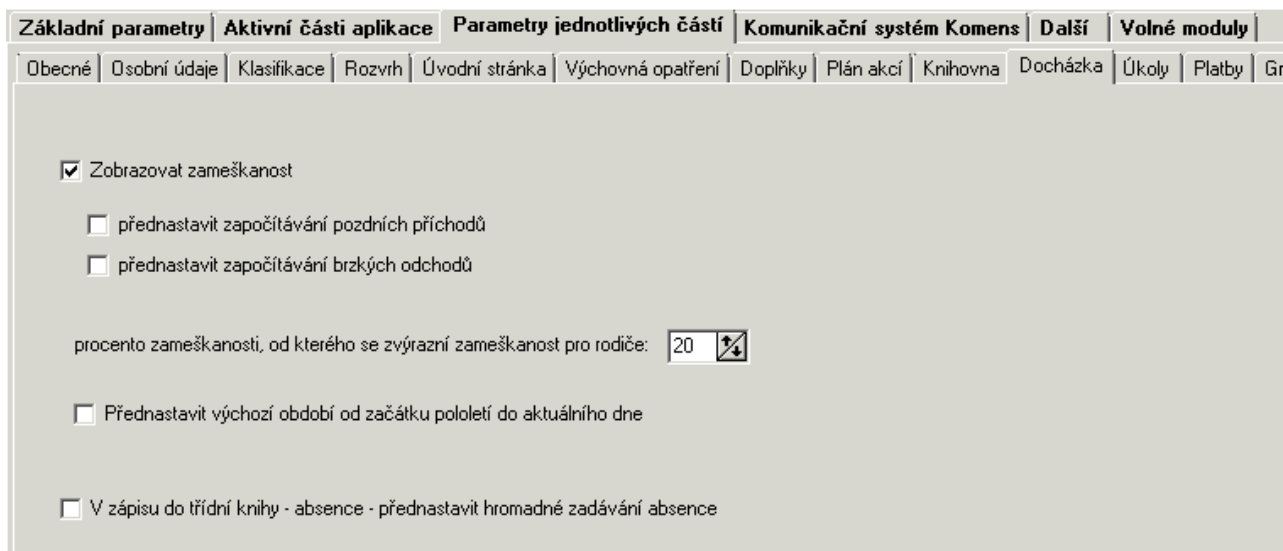 Základní parametry Aktivní části aplikace Parametry jednotlivých částí Komunikační systém Komens Další Volné moduly
Obecné Osobní údaje Klasifikace Rozvrh Úvodní stránka Výchovná opatření Doplňky Plán akcí Knihovna Docházka Úkoly Platby Gr
Zobrazovat zameškanost
přednastavit započítávání pozdních příchodů
přednastavit započítávání brzkých odchodů
procento zameškanosti, od kterého se zvýrazní zameškanost pro rodiče: 20
Přednastavit výchozí období od začátku pololetí do aktuálního dne
V zápisu do třídní knihy - absence - přednastavit hromadné zadávání absence